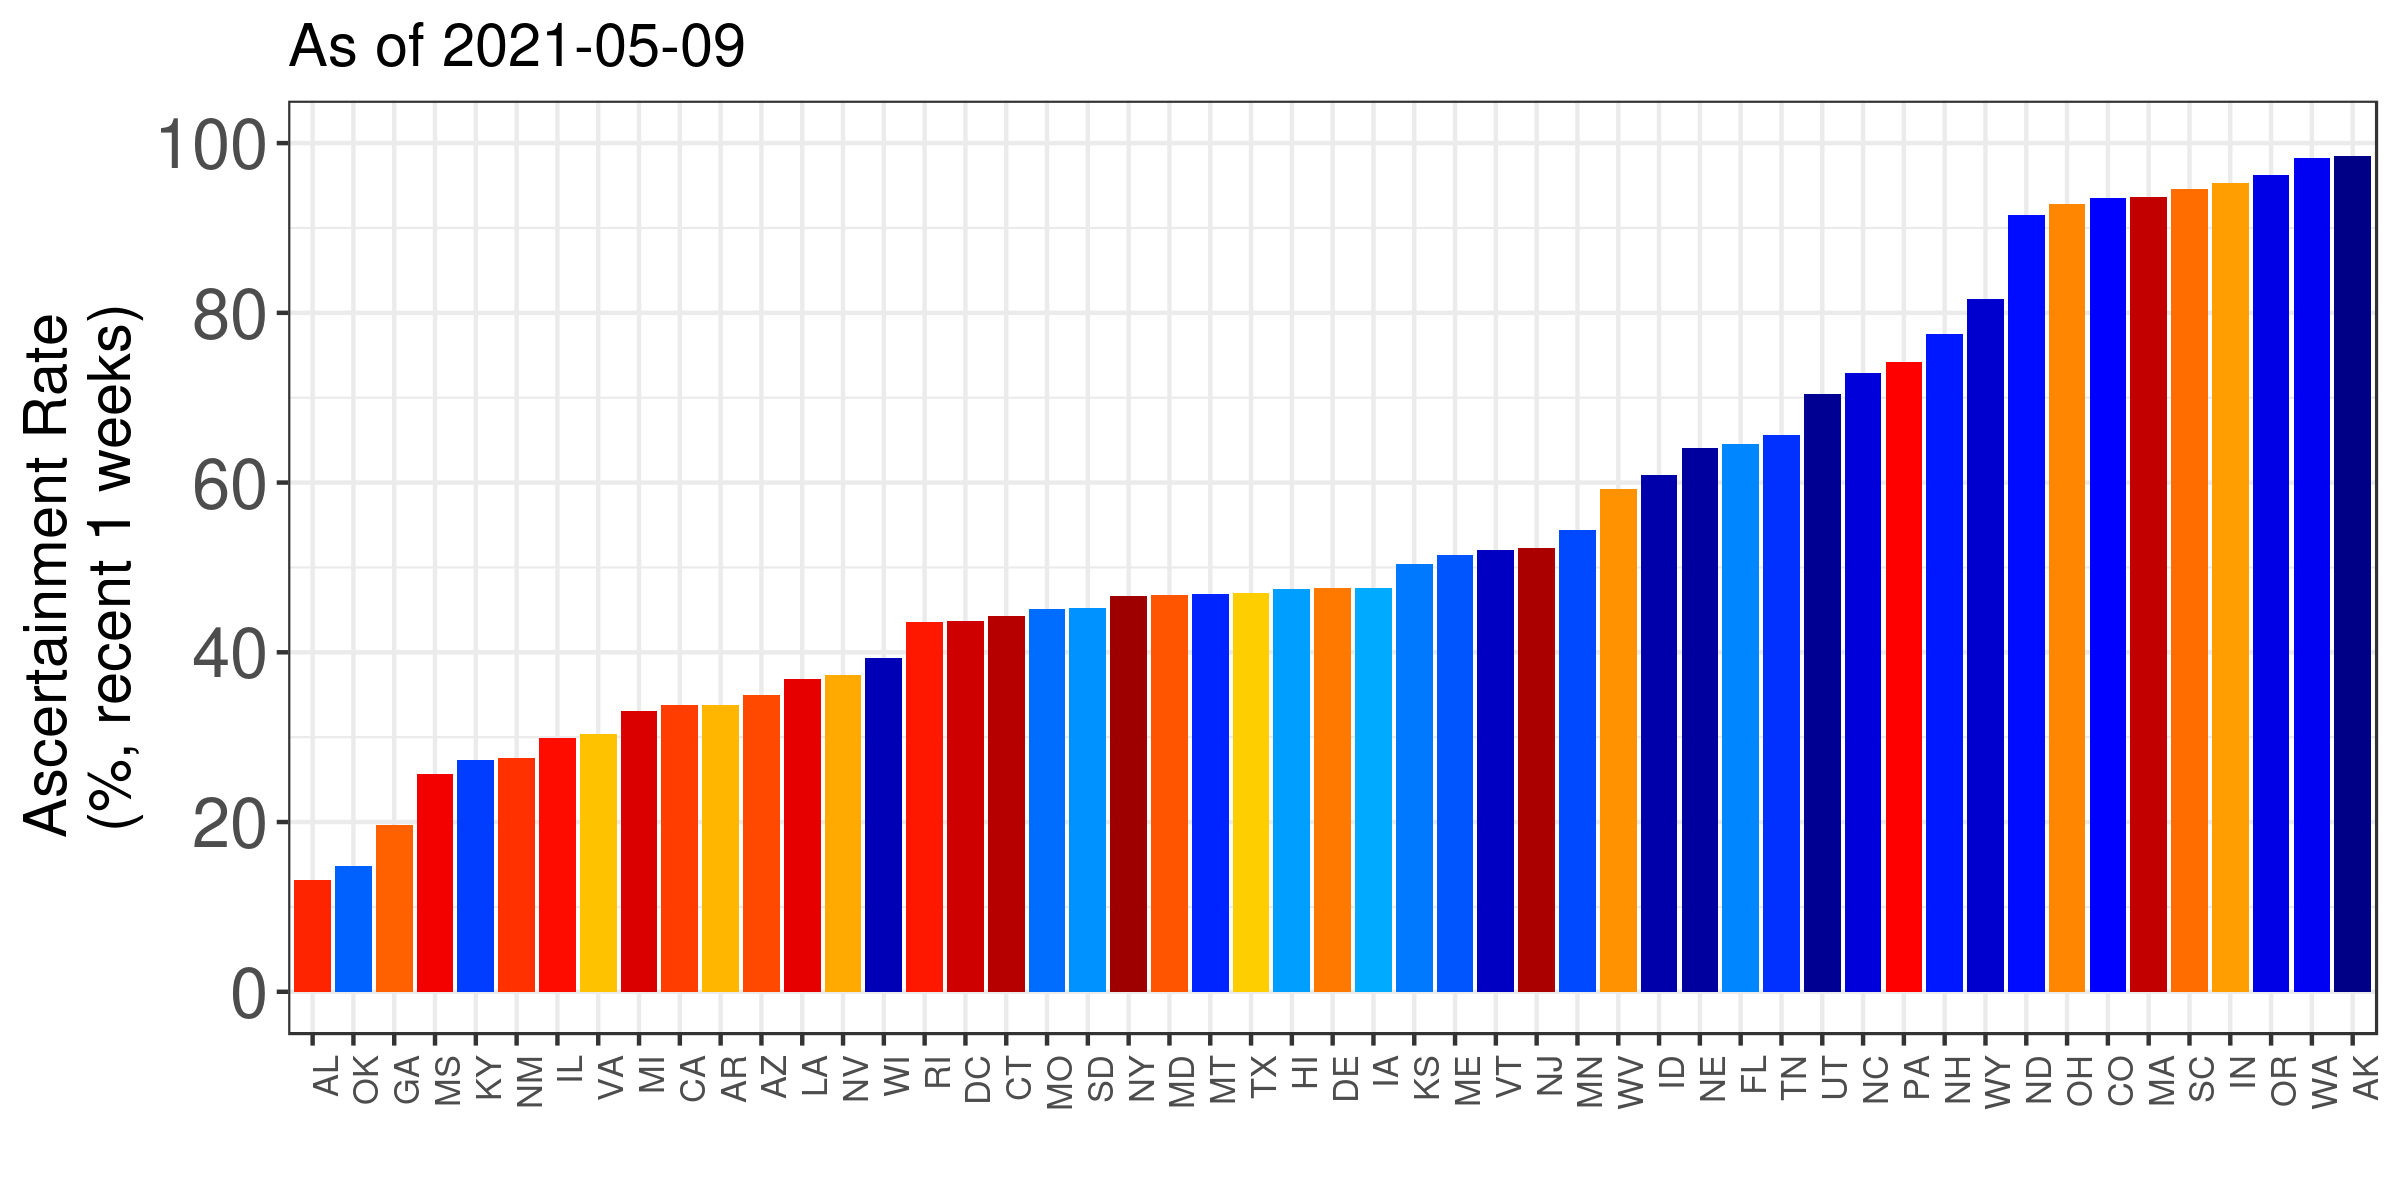 As of 2021-05-09
Ascertainment Rate
(%, recent 1 weeks)
100
80
60
40
20
0
AL OK GA MS KY NM IL VA MI CA AR AZ LA NV WI RI DC CT MO SD NY MD MT TX HI DE IA KS ME VT NJ MN WV ID NE FL TN UT NC PA NH WY ND OH CO MA SC IN OR WA AK